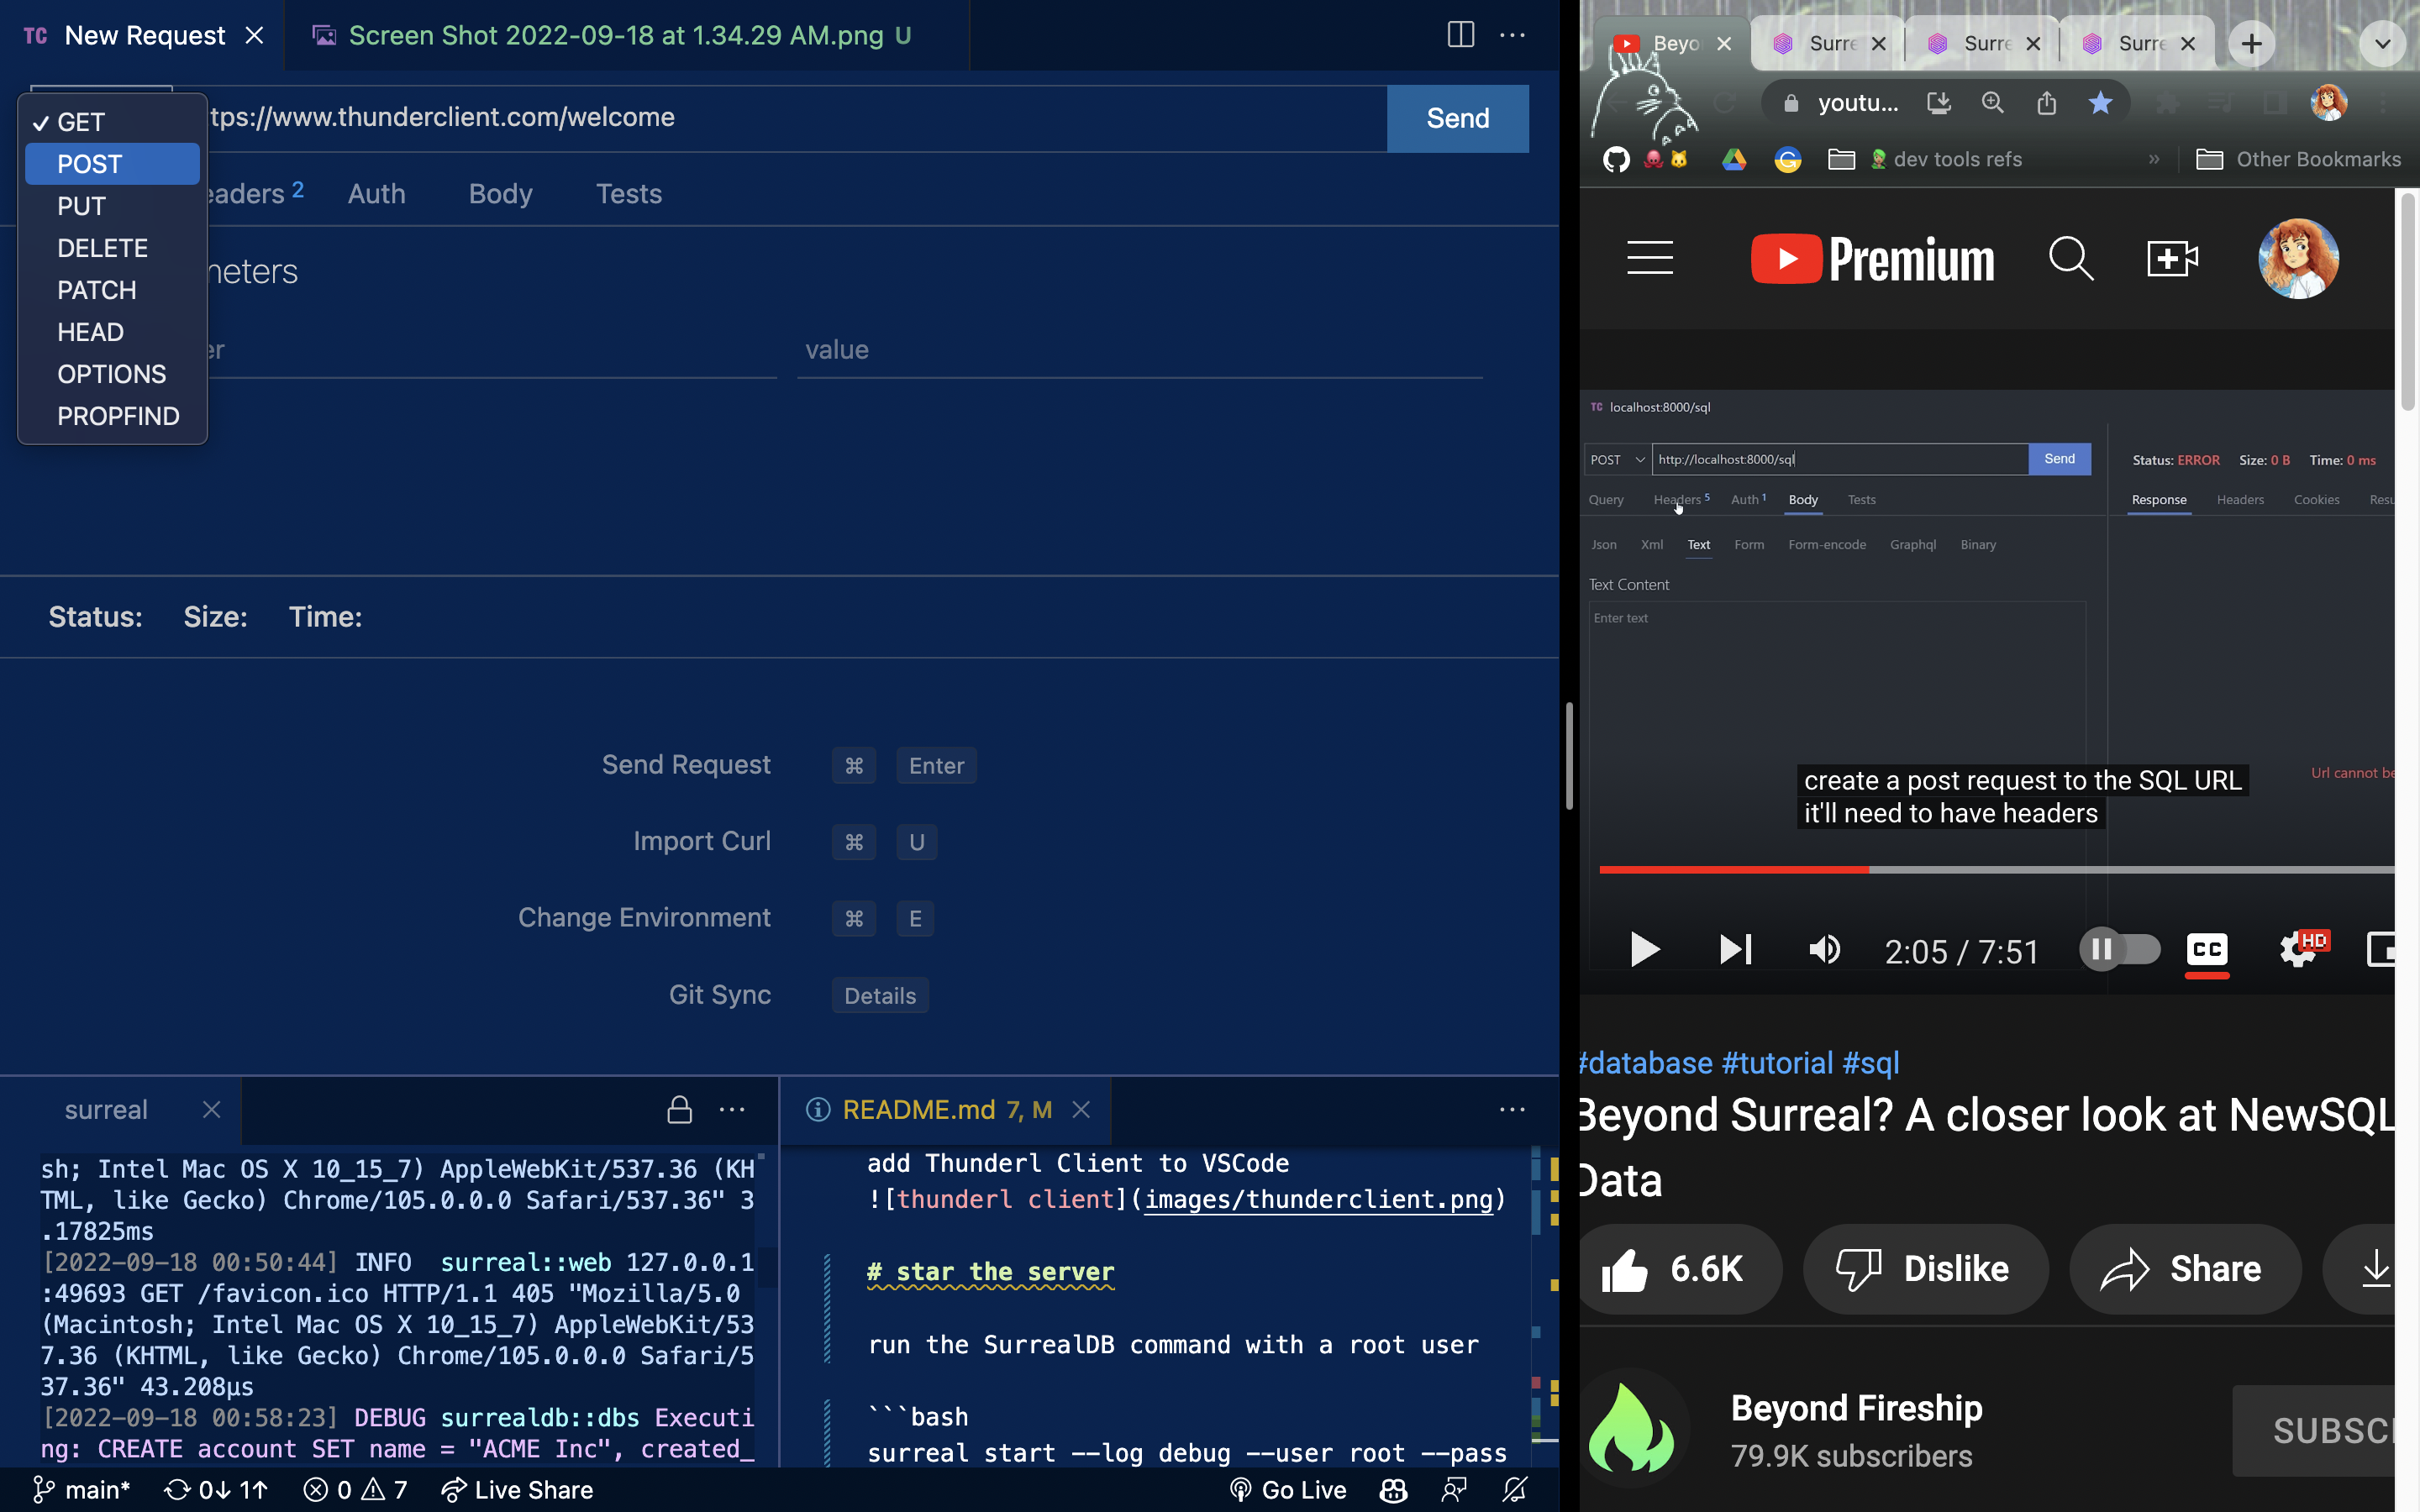 TC New Request
Screen Shot 2022-09-18 at 1.34.29 AM.png U
GET
POST
PUT
DELETE
PATCH
HEAD
OPTIONS
PROPFIND
tps://www.thunderclient.com/welcome
Send
eaders 2 Auth Body Tests
meters
er value
Status: Size: Time:
Send Request ⌘ Enter
Import Curl ⌘ U
Change Environment ⌘ E
Git Sync Details
surreal
sh; Intel Mac OS X 10_15_7) AppleWebKit/537.36 (KH
TML, like Gecko) Chrome/105.0.0.0 Safari/537.36" 3
.17825ms
[2022-09-18 00:50:44] INFO surreal::web 127.0.0.1
:49693 GET /favicon.ico HTTP/1.1 405 "Mozilla/5.0
(Macintosh; Intel Mac OS X 10_15_7) AppleWebKit/53
7.36 (KHTML, like Gecko) Chrome/105.0.0.0 Safari/5
37.36" 43.208µs
[2022-09-18 00:58:23] DEBUG surrealdb::dbs Executi
ng: CREATE account SET name = "ACME Inc", created_
README.md 7, M
add Thunderl Client to VSCode
![thunderl client](images/thunderclient.png)
# star the server
run the SurrealDB command with a root user
```bash
surreal start --log debug --user root --pass
main* 0↓ 1↑ 0 7 Live Share
Go Live
Beyo Surre Surre Surre
youtu...
dev tools refs » Other Bookmarks
Premium
TC localhost:8000/sql
POST http://localhost:8000/sql Send
Status: ERROR Size: 0 B Time: 0 ms
Query Headers 5 Auth 1 Body Tests
Response Headers Cookies Resu
Json Xml Text Form Form-encode Graphql Binary
Text Content
Enter text
Url cannot be
create a post request to the SQL URL
it'll need to have headers
2:05 / 7:51
CC
HD
#database #tutorial #sql
Beyond Surreal? A closer look at NewSQL
Data
6.6K Dislike Share
Beyond Fireship
79.9K subscribers
SUBSCI